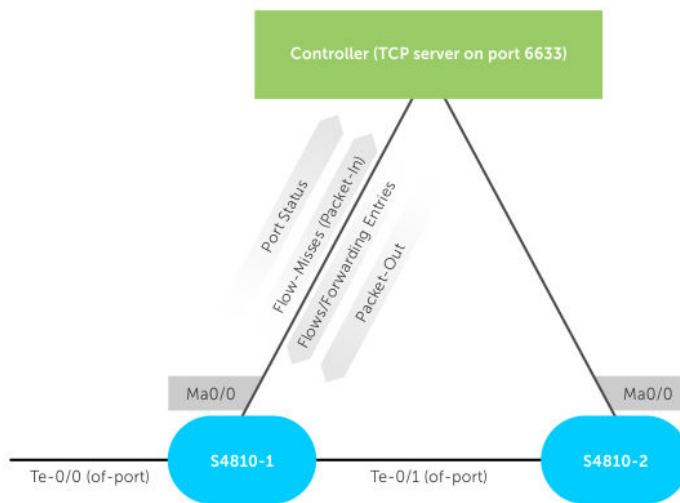 Controller (TCP server on port 6633)
Port Status
Flow-Misses (Packet-In)
Flows/Forwarding Entries
Packet-Out
Ma0/0
Ma0/0
S4810-1
S4810-2
Te-0/0 (of-port)
Te-0/1 (of-port)